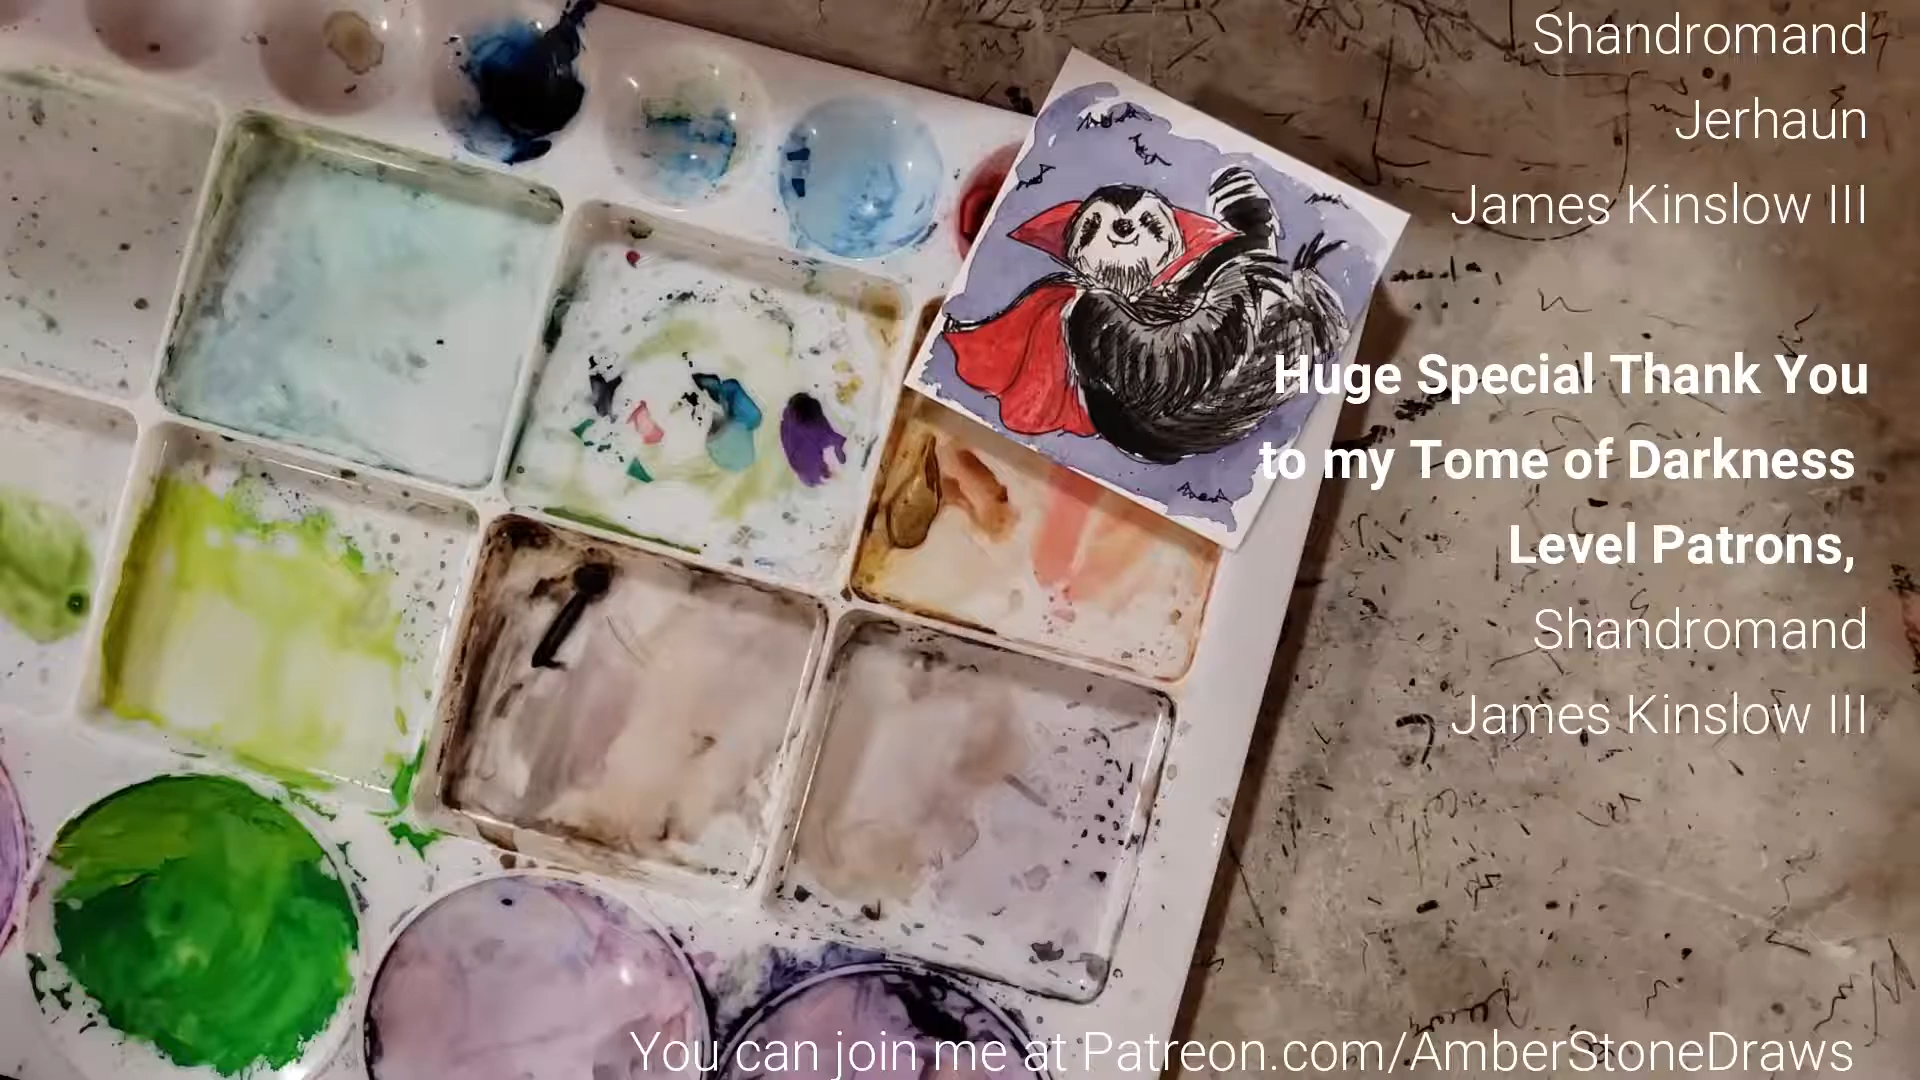 Shandromand
Jerhaun
James Kinslow III
Huge Special Thank You
to my Tome of Darkness
Level Patrons,
Shandromand
James Kinslow III
You can join me at Patreon.com/AmberStoneDraws